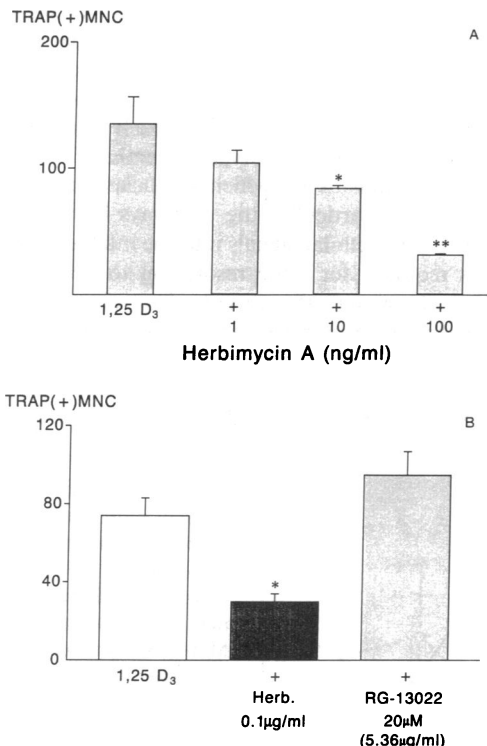 TRAP(+)MNC
A
200
100
1,25 D₃ + + +
1 10 100
* **
Herbimycin A (ng/ml)
TRAP(+)MNC
B
120
80
40
0
*
1,25 D₃ + +
Herb. RG-13022
0.1µg/ml 20µM
(5.36µg/ml)